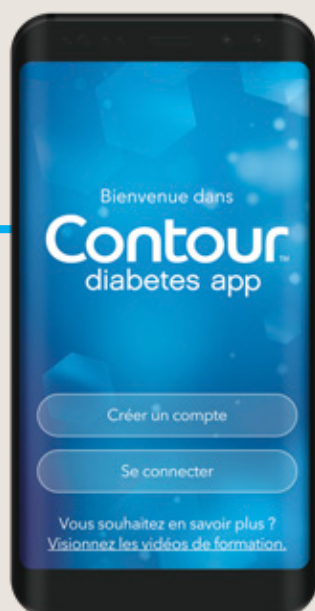 Bienvenue dans
Contour™
diabetes app
Créer un compte
Se connecter
Vous souhaitez en savoir plus ?
Visionnez les vidéos de formation.